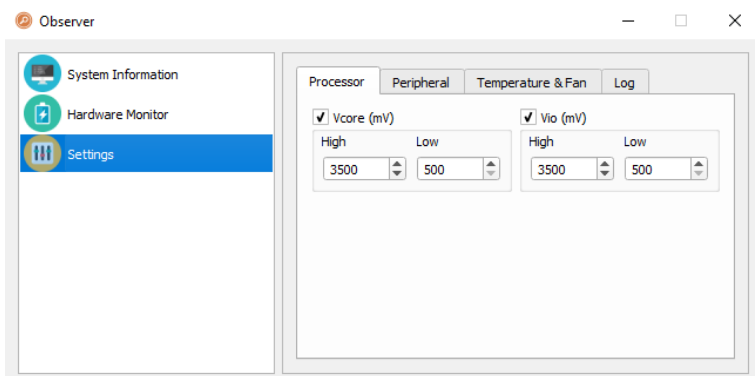 Observer
System Information
Hardware Monitor
Settings
Processor Peripheral Temperature & Fan Log
Vcore (mV) Vio (mV)
High Low High Low
3500 500 3500 500